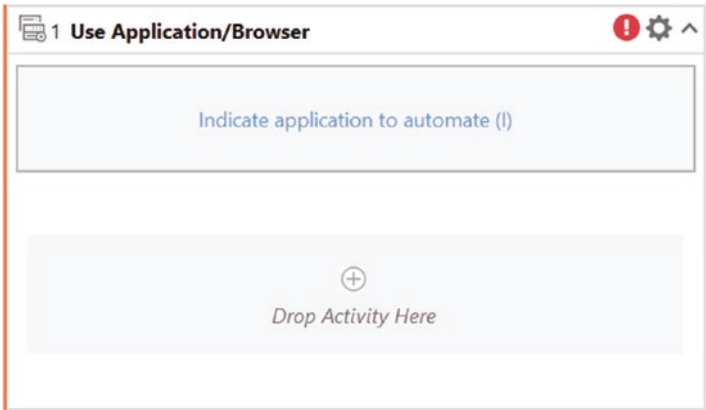 1 Use Application/Browser
Indicate application to automate (I)
Drop Activity Here